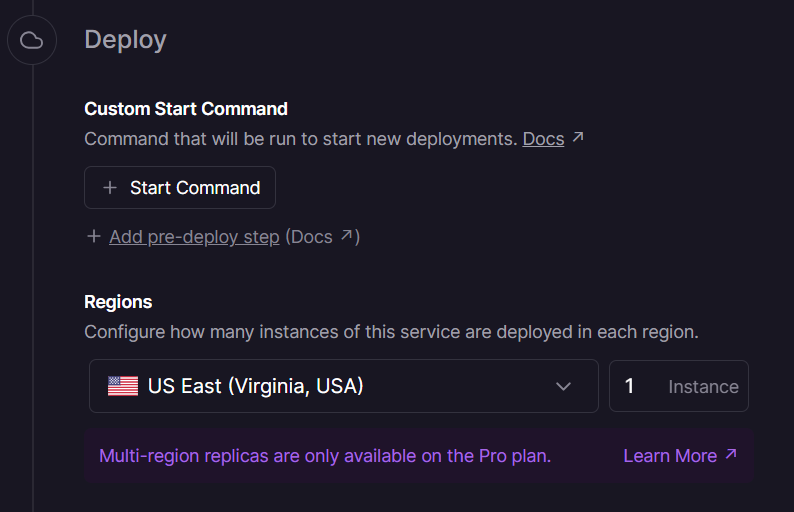 Deploy
Custom Start Command
Command that will be run to start new deployments. Docs ↗
+ Start Command
+ Add pre-deploy step (Docs ↗)
Regions
Configure how many instances of this service are deployed in each region.
US East (Virginia, USA) 1 Instance
Multi-region replicas are only available on the Pro plan. Learn More ↗